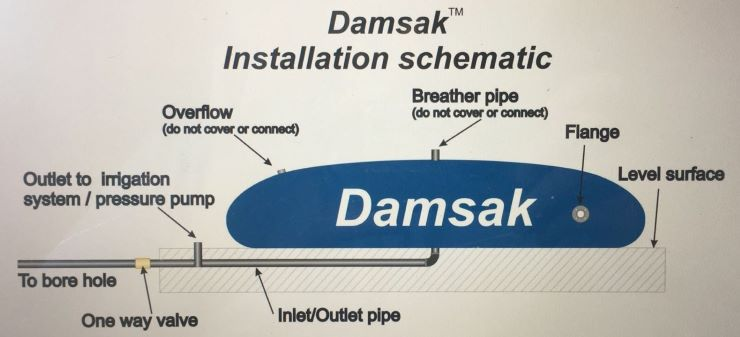 Damsak™
Installation schematic
Breather pipe
(do not cover or connect)
Overflow
(do not cover or connect)
Flange
Outlet to irrigation
system / pressure pump
Level surface
Damsak
To bore hole
One way valve
Inlet/Outlet pipe